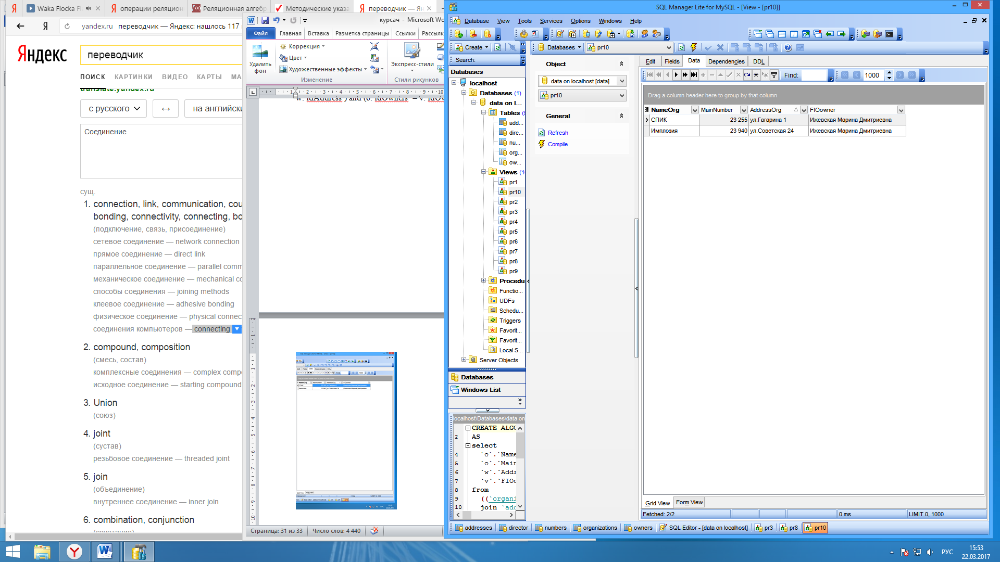 Waka Flocka Fl
операции реляцион
Реляционная алгебр
Методические указа
переводчик — Ян
yandex.ru переводчик — Яндекс: нашлось 117
Яндекс
переводчик
ПОИСК КАРТИНКИ ВИДЕО КАРТЫ МА
translate.yandex.ru
с русского
на английски
Соединение
сущ.
1. connection, link, communication, cou
bonding, connectivity, connecting, bo
(подключение, связь, присоединение)
сетевое соединение — network connection
прямое соединение — direct link
параллельное соединение — parallel comm
механическое соединение — mechanical co
способы соединения — joining methods
клеевое соединение — adhesive bonding
физическое соединение — physical connect
соединения компьютеров — connecting
2. compound, composition
(смесь, состав)
комплексные соединения — complex compo
исходное соединение — starting compound
3. Union
(союз)
4. joint
(сустав)
резьбовое соединение — threaded joint
5. join
(объединение)
внутреннее соединение — inner join
6. combination, conjunction
(сочетание)
курсач - Microsoft Wo
Файл Главная Вставка Разметка страницы Ссылки Рассылк
Удалить фон
Коррекция
Цвет
Художественные эффекты
Изменение
Экспресс-стили
Стили рисунков
Страница: 31 из 33 Число слов: 4 440
SQL Manager Lite for MySQL - [View - [pr10]]
Database View Tools Services Options Windows Help
Create
Databases
pr10
Search:
Databases
localhost
Databases (1)
data on l...
Tables
add...
dire...
nu...
org...
ow...
Views
pr1
pr10
pr2
pr3
pr4
pr5
pr6
pr7
pr8
pr9
Procedu
Functio...
UDFs
Schedu...
Triggers
Favorit...
Favorit...
Local S...
Server Objects
Databases
Windows List
localhost\Databases\data on
CREATE ALGO
2 AS
select
4 `o`.`Name
5 `o`.`Main
6 `w`.`Addr
7 `v`.`FIOo
8 from
9 ((`organi
10 join `add
Object
data on localhost [data]
pr10
General
Refresh
Compile
Edit Fields Data Dependencies DDL
Find:
1000
Drag a column header here to group by that column
NameOrg MainNumber AddressOrg FIOowner
СПИК 23 255 ул.Гагарина 1 Ижевская Марина Дмитриевна
Имплозия 23 940 ул.Советская 24 Ижевская Марина Дмитриевна
Grid View Form View
Fetched: 2/2 0 ms LIMIT 0, 1000
addresses director numbers organizations owners SQL Editor - [data on localhost] pr3 pr8 pr10
РУС
15:53
22.03.2017